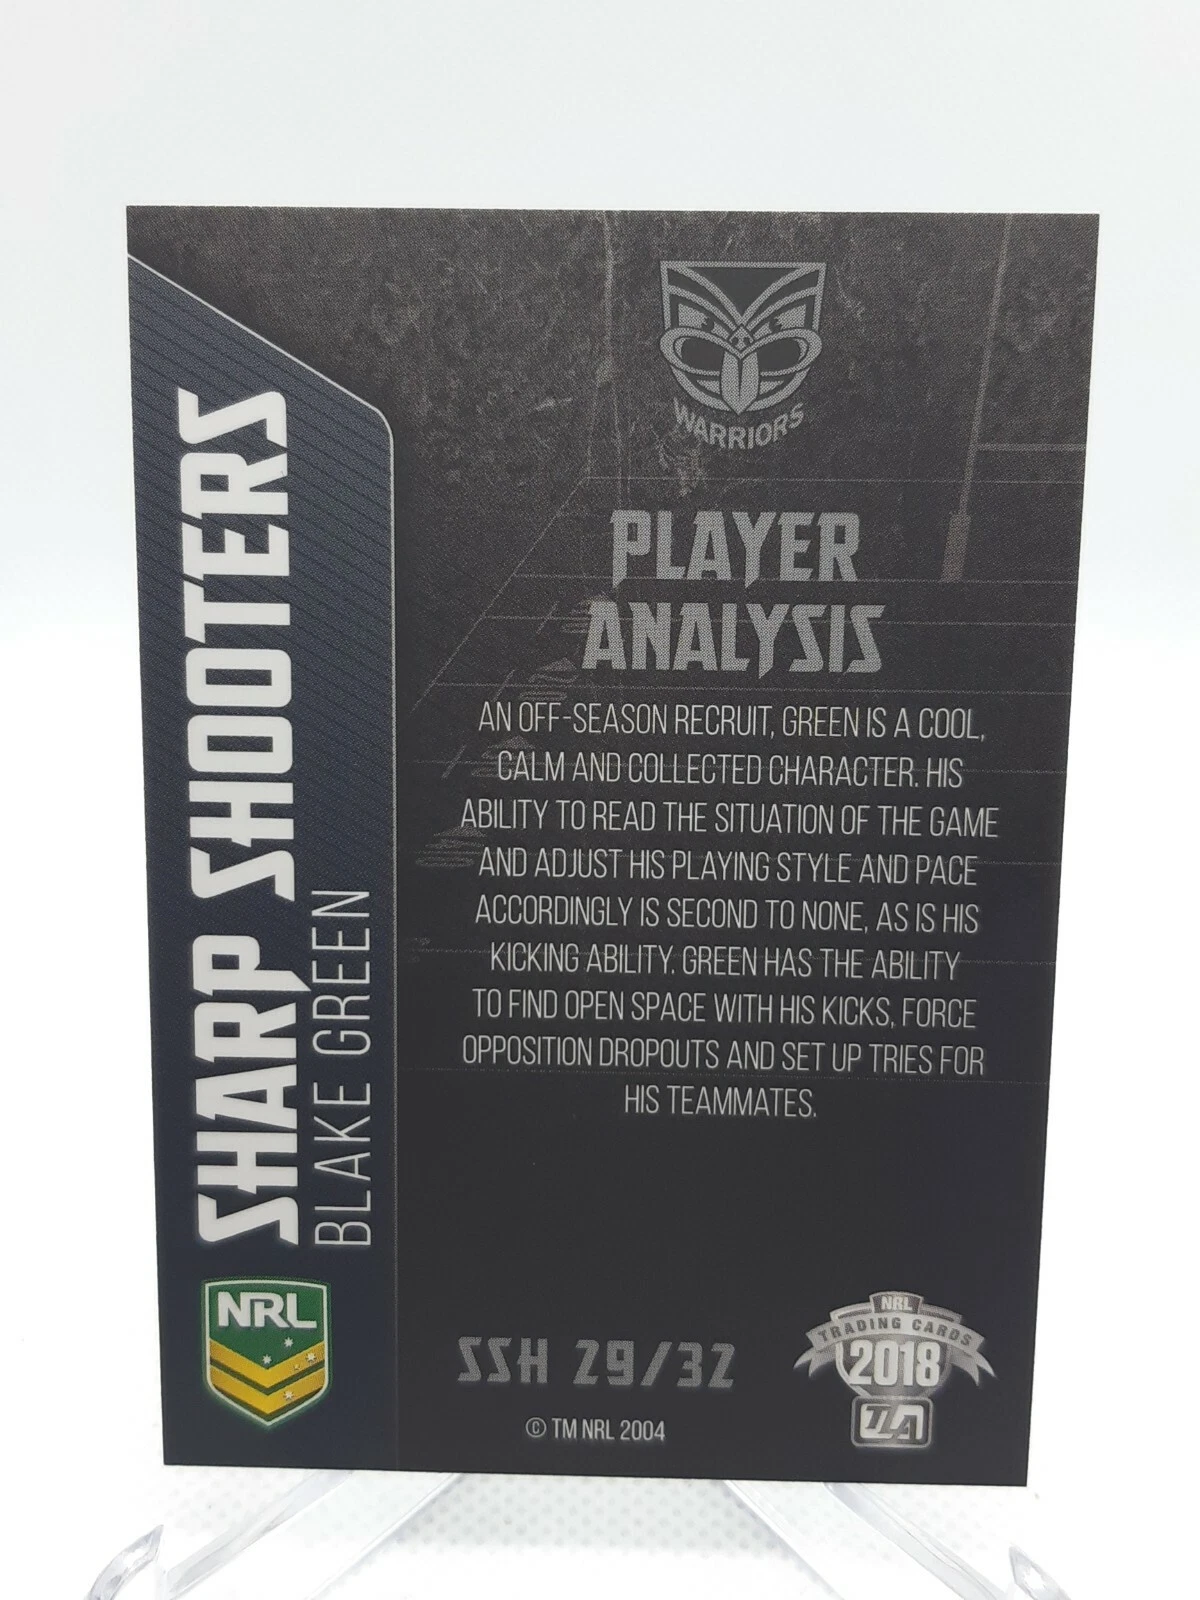 WARRIORS
PLAYER
ANALYSIS
AN OFF-SEASON RECRUIT, GREEN IS A COOL,
CALM AND COLLECTED CHARACTER. HIS
ABILITY TO READ THE SITUATION OF THE GAME
AND ADJUST HIS PLAYING STYLE AND PACE
ACCORDINGLY IS SECOND TO NONE, AS IS HIS
KICKING ABILITY. GREEN HAS THE ABILITY
TO FIND OPEN SPACE WITH HIS KICKS, FORCE
OPPOSITION DROPOUTS AND SET UP TRIES FOR
HIS TEAMMATES.
SHARP SHOOTERS
BLAKE GREEN
NRL
SSH 29/32
© TM NRL 2004
NRL
TRADING CARDS
2018
TLA